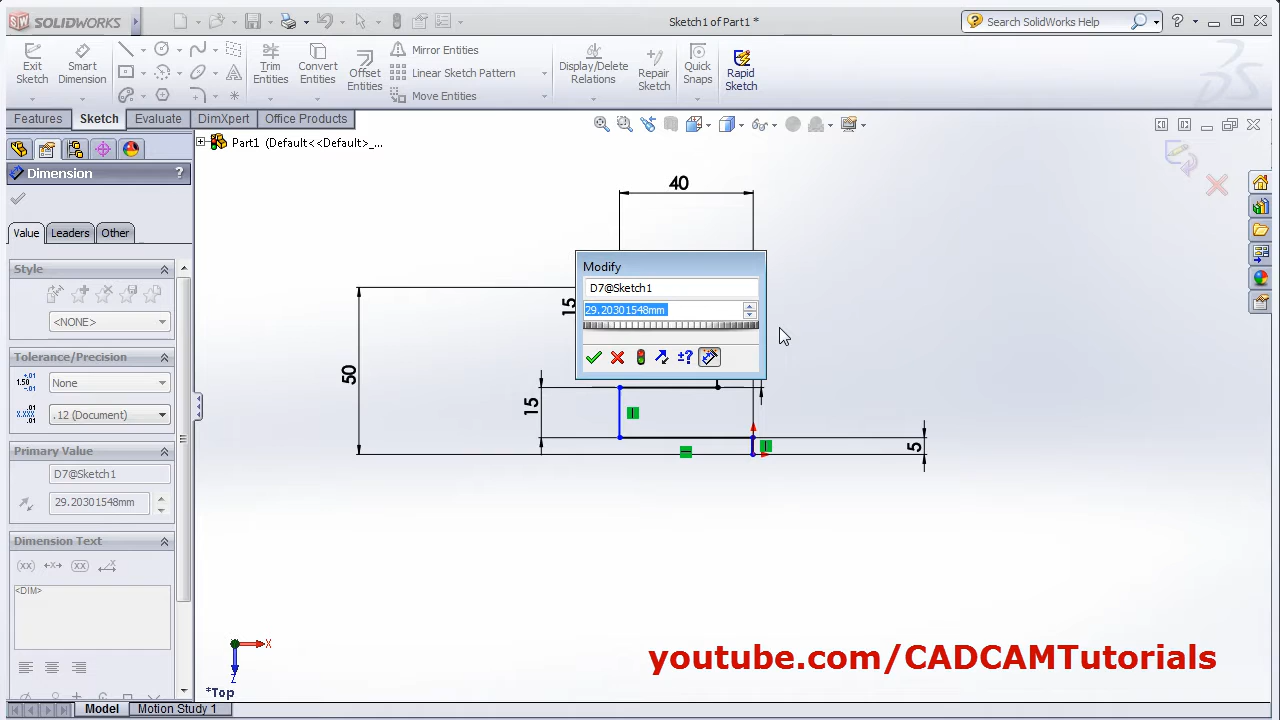 SOLIDWORKS
Sketch1 of Part1 *
Search SolidWorks Help
Exit Sketch
Smart Dimension
Trim Entities
Convert Entities
Offset Entities
Mirror Entities
Linear Sketch Pattern
Move Entities
Display/Delete Relations
Repair Sketch
Quick Snaps
Rapid Sketch
Features
Sketch
Evaluate
DimXpert
Office Products
Part1 (Default<<Default>_...
Dimension
?
Value
Leaders
Other
Style
<NONE>
Tolerance/Precision
None
.12 (Document)
Primary Value
D7@Sketch1
29.20301548mm
Dimension Text
<DIM>
40
Modify
D7@Sketch1
29.20301548mm
15
50
15
5
X
Z
*Top
youtube.com/CADCAMTutorials
Model
Motion Study 1